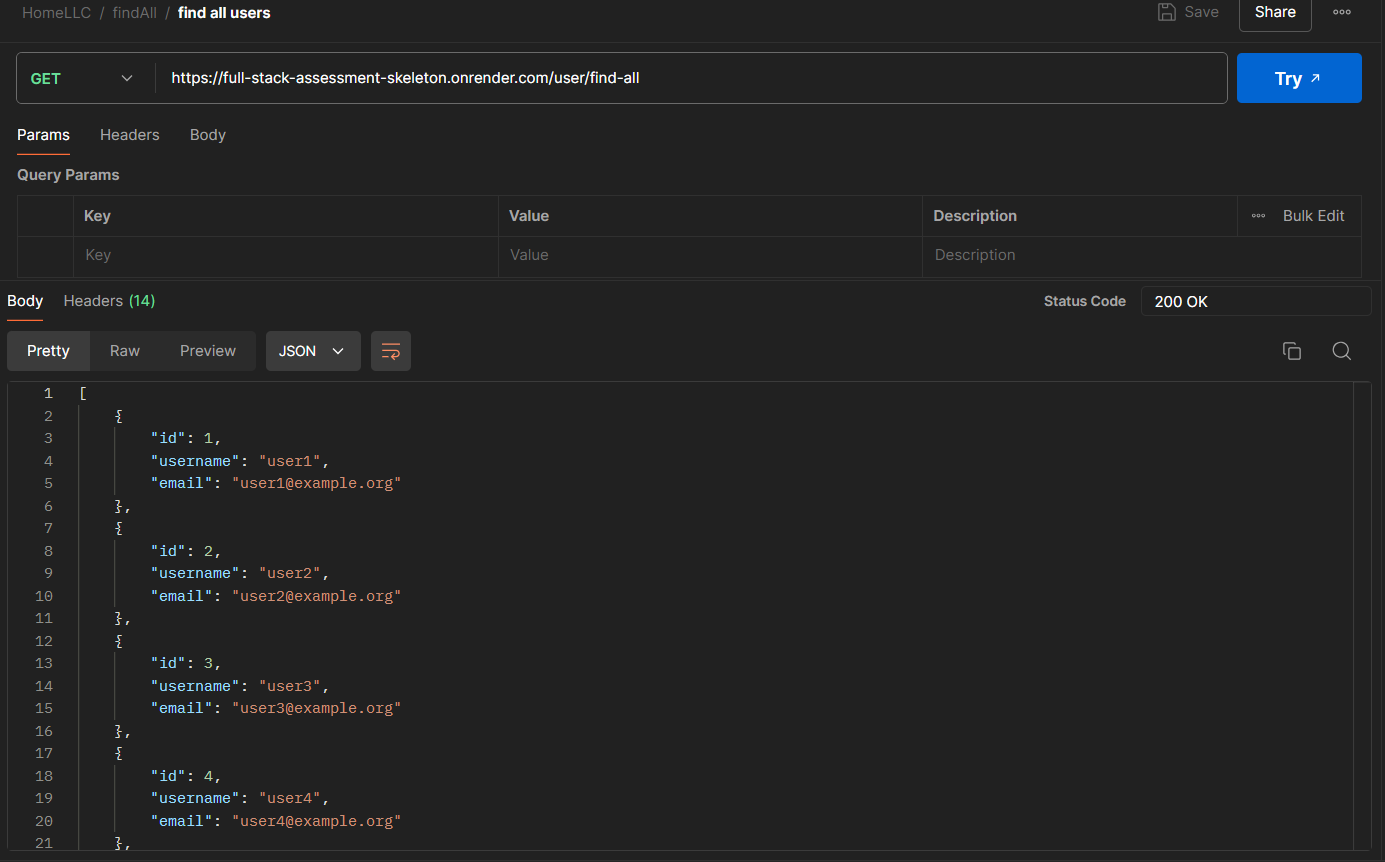 HomeLLC / findAll / find all users
Save
Share
GET
https://full-stack-assessment-skeleton.onrender.com/user/find-all
Try
Params Headers Body
Query Params
Key Value Description Bulk Edit
Key Value Description
Body Headers (14) Status Code 200 OK
Pretty Raw Preview JSON
1 [
2 {
3 "id": 1,
4 "username": "user1",
5 "email": "user1@example.org"
6 },
7 {
8 "id": 2,
9 "username": "user2",
10 "email": "user2@example.org"
11 },
12 {
13 "id": 3,
14 "username": "user3",
15 "email": "user3@example.org"
16 },
17 {
18 "id": 4,
19 "username": "user4",
20 "email": "user4@example.org"
21 },